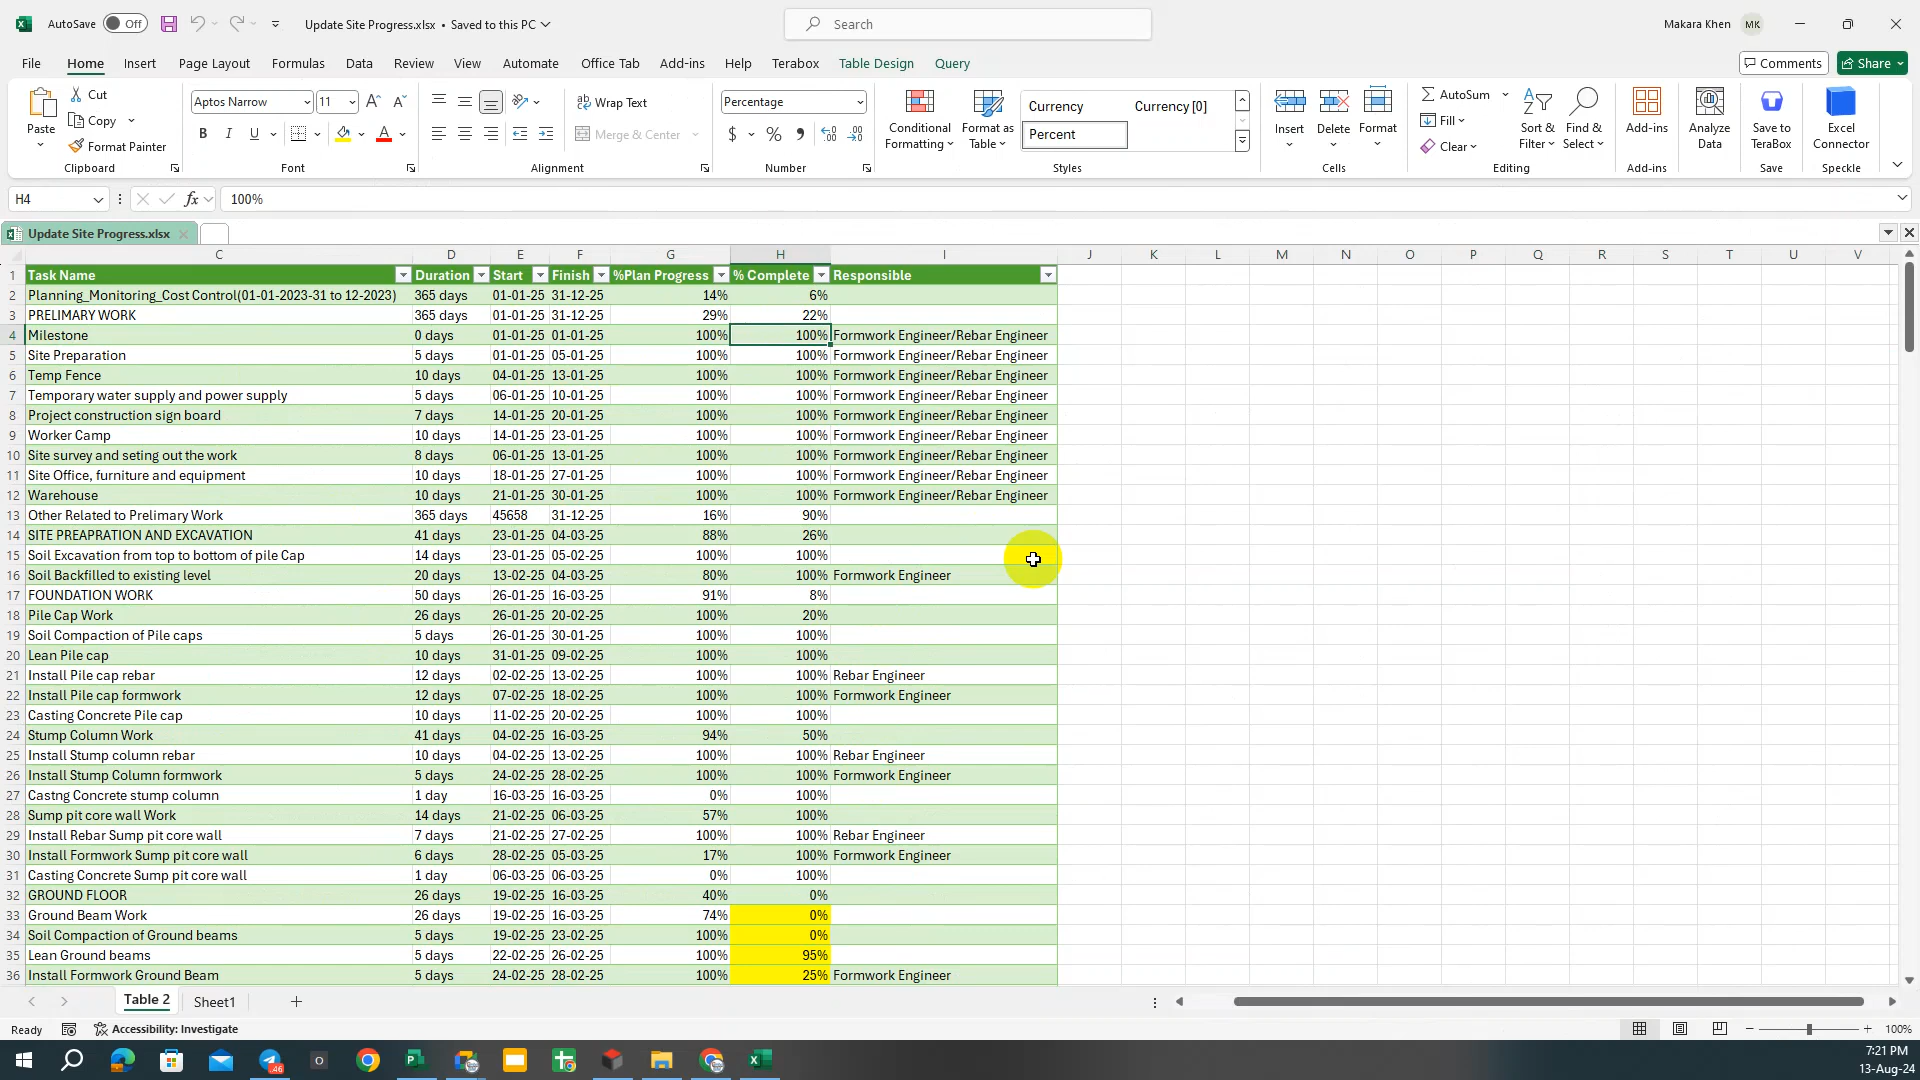 AutoSave Off Update Site Progress.xlsx • Saved to this PC Search Makara Khen MK
File Home Insert Page Layout Formulas Data Review View Automate Office Tab Add-ins Help Terabox Table Design Query Comments Share
Paste Cut Copy Format Painter Clipboard
Aptos Narrow 11 B I U A Font
Wrap Text Merge & Center Alignment
Percentage $ % Number
Conditional Formatting Format as Table Currency Currency [0] Percent Styles
Insert Delete Format Cells
AutoSum Fill Clear Sort & Filter Find & Select Editing
Add-ins Add-ins
Analyze Data
Save to TeraBox Save
Excel Connector Speckle
H4 fx 100%
Update Site Progress.xlsx
C D E F G H I J K L M N O P Q R S T U V
1 Task Name Duration Start Finish %Plan Progress % Complete Responsible
2 Planning_Monitoring_Cost Control(01-01-2023-31 to 12-2023) 365 days 01-01-25 31-12-25 14% 6%
3 PRELIMARY WORK 365 days 01-01-25 31-12-25 29% 22%
4 Milestone 0 days 01-01-25 01-01-25 100% 100% Formwork Engineer/Rebar Engineer
5 Site Preparation 5 days 01-01-25 05-01-25 100% 100% Formwork Engineer/Rebar Engineer
6 Temp Fence 10 days 04-01-25 13-01-25 100% 100% Formwork Engineer/Rebar Engineer
7 Temporary water supply and power supply 5 days 06-01-25 10-01-25 100% 100% Formwork Engineer/Rebar Engineer
8 Project construction sign board 7 days 14-01-25 20-01-25 100% 100% Formwork Engineer/Rebar Engineer
9 Worker Camp 10 days 14-01-25 23-01-25 100% 100% Formwork Engineer/Rebar Engineer
10 Site survey and seting out the work 8 days 06-01-25 13-01-25 100% 100% Formwork Engineer/Rebar Engineer
11 Site Office, furniture and equipment 10 days 18-01-25 27-01-25 100% 100% Formwork Engineer/Rebar Engineer
12 Warehouse 10 days 21-01-25 30-01-25 100% 100% Formwork Engineer/Rebar Engineer
13 Other Related to Prelimary Work 365 days 45658 31-12-25 16% 90%
14 SITE PREAPRATION AND EXCAVATION 41 days 23-01-25 04-03-25 88% 26%
15 Soil Excavation from top to bottom of pile Cap 14 days 23-01-25 05-02-25 100% 100%
16 Soil Backfilled to existing level 20 days 13-02-25 04-03-25 80% 100% Formwork Engineer
17 FOUNDATION WORK 50 days 26-01-25 16-03-25 91% 8%
18 Pile Cap Work 26 days 26-01-25 20-02-25 100% 20%
19 Soil Compaction of Pile caps 5 days 26-01-25 30-01-25 100% 100%
20 Lean Pile cap 10 days 31-01-25 09-02-25 100% 100%
21 Install Pile cap rebar 12 days 02-02-25 13-02-25 100% 100% Rebar Engineer
22 Install Pile cap formwork 12 days 07-02-25 18-02-25 100% 100% Formwork Engineer
23 Casting Concrete Pile cap 10 days 11-02-25 20-02-25 100% 100%
24 Stump Column Work 41 days 04-02-25 16-03-25 94% 50%
25 Install Stump column rebar 10 days 04-02-25 13-02-25 100% 100% Rebar Engineer
26 Install Stump Column formwork 5 days 24-02-25 28-02-25 100% 100% Formwork Engineer
27 Castng Concrete stump column 1 day 16-03-25 16-03-25 0% 100%
28 Sump pit core wall Work 14 days 21-02-25 06-03-25 57% 100%
29 Install Rebar Sump pit core wall 7 days 21-02-25 27-02-25 100% 100% Rebar Engineer
30 Install Formwork Sump pit core wall 6 days 28-02-25 05-03-25 17% 100% Formwork Engineer
31 Casting Concrete Sump pit core wall 1 day 06-03-25 06-03-25 0% 100%
32 GROUND FLOOR 26 days 19-02-25 16-03-25 40% 0%
33 Ground Beam Work 26 days 19-02-25 16-03-25 74% 0%
34 Soil Compaction of Ground beams 5 days 19-02-25 23-02-25 100% 0%
35 Lean Ground beams 5 days 22-02-25 26-02-25 100% 95%
36 Install Formwork Ground Beam 5 days 24-02-25 28-02-25 100% 25% Formwork Engineer
Table 2 Sheet1
Ready Accessibility: Investigate 100%
.46
7:21 PM
13-Aug-24